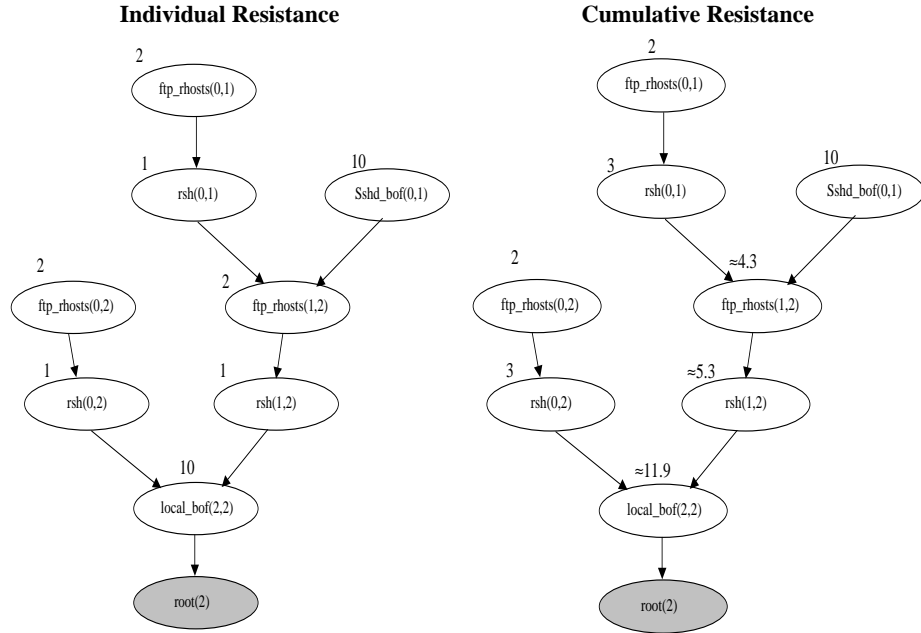 Individual Resistance
2
ftp_rhosts(0,1)
1
rsh(0,1)
10
Sshd_bof(0,1)
2
ftp_rhosts(0,2)
2
ftp_rhosts(1,2)
1
rsh(0,2)
1
rsh(1,2)
10
local_bof(2,2)
root(2)
Cumulative Resistance
2
ftp_rhosts(0,1)
3
rsh(0,1)
10
Sshd_bof(0,1)
2
ftp_rhosts(0,2)
≈4.3
ftp_rhosts(1,2)
3
rsh(0,2)
≈5.3
rsh(1,2)
≈11.9
local_bof(2,2)
root(2)